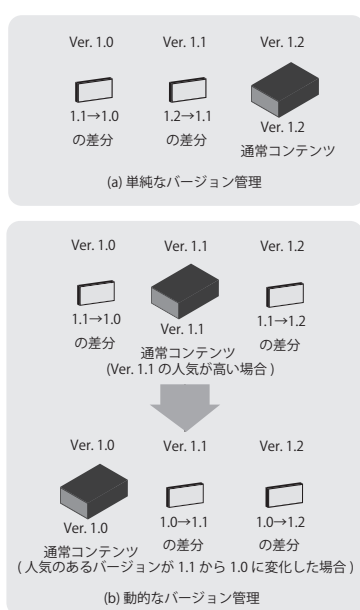 Ver. 1.0 Ver. 1.1 Ver. 1.2
1.1→1.0 1.2→1.1
の差分 の差分
Ver. 1.2
通常コンテンツ
(a) 単純なバージョン管理
Ver. 1.0 Ver. 1.1 Ver. 1.2
1.1→1.0 1.1→1.2
の差分 の差分
Ver. 1.1
通常コンテンツ
(Ver. 1.1 の人気が高い場合 )
Ver. 1.0 Ver. 1.1 Ver. 1.2
Ver. 1.0 1.0→1.1 1.0→1.2
通常コンテンツ の差分 の差分
( 人気のあるバージョンが 1.1 から 1.0 に変化した場合 )
(b) 動的なバージョン管理